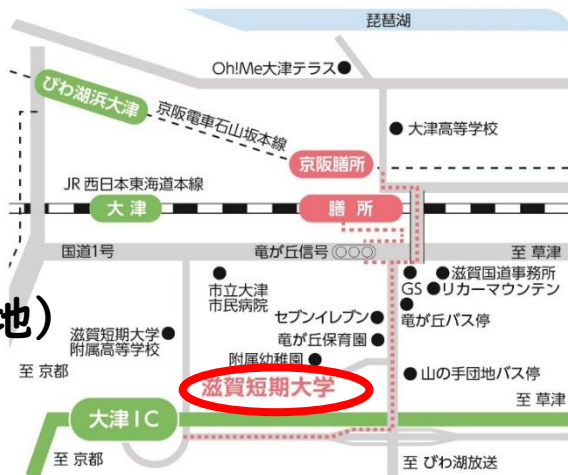 琵琶湖
Oh!Me大津テラス
びわ湖浜大津
京阪電車石山坂本線
大津高等学校
京阪膳所
JR西日本東海道本線
大津
膳所
国道1号
竜が丘信号
至 草津
市立大津
市民病院
GS
滋賀国道事務所
リカーマウンテン
地）
セブンイレブン
竜が丘バス停
滋賀短期大学
附属高等学校
竜が丘保育園
附属幼稚園
至 京都
滋賀短期大学
山の手団地バス停
至 草津
大津IC
至 京都
至 びわ湖放送